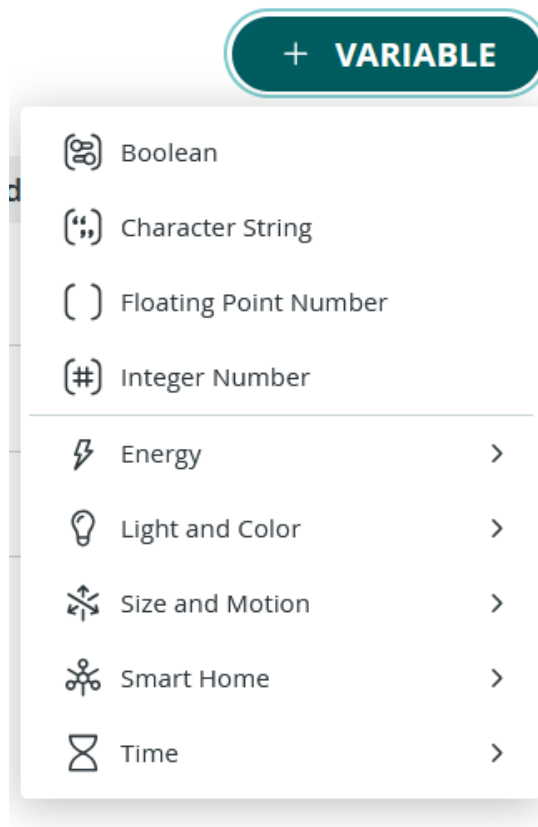 + VARIABLE
Boolean
d
Character String
Floating Point Number
Integer Number
Energy
Light and Color
Size and Motion
Smart Home
Time